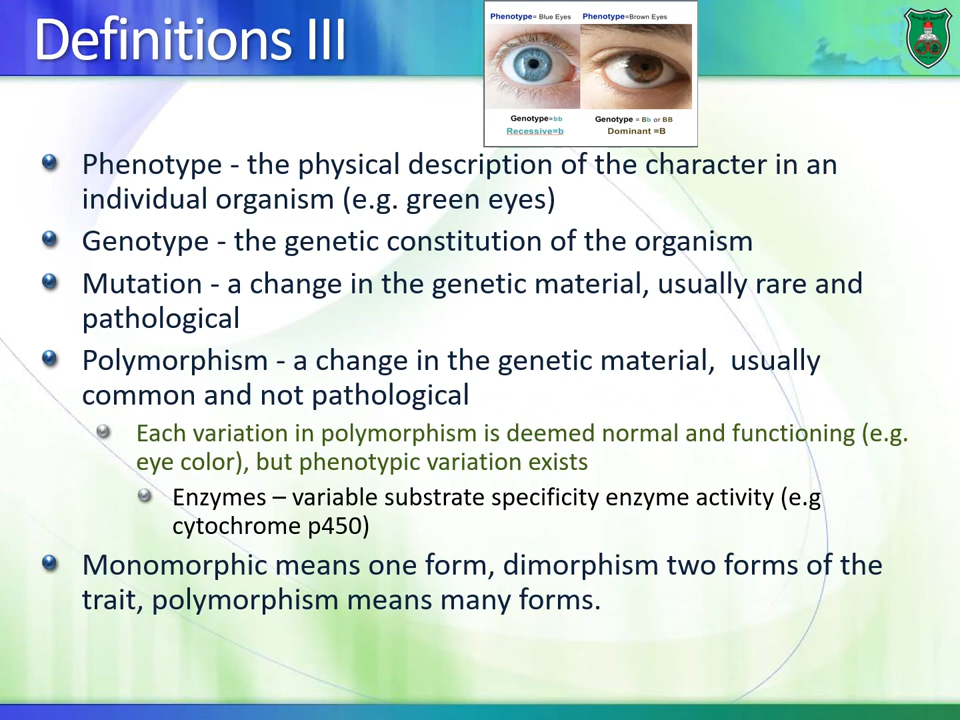 Definitions III
Phenotype= Blue Eyes
Phenotype=Brown Eyes
Genotype=bb
Genotype = Bb or BB
Recessive=b
Dominant =B
Phenotype - the physical description of the character in an
individual organism (e.g. green eyes)
Genotype - the genetic constitution of the organism
Mutation - a change in the genetic material, usually rare and
pathological
Polymorphism - a change in the genetic material,  usually
common and not pathological
Each variation in polymorphism is deemed normal and functioning (e.g.
eye color), but phenotypic variation exists
Enzymes – variable substrate specificity enzyme activity (e.g
cytochrome p450)
Monomorphic means one form, dimorphism two forms of the
trait, polymorphism means many forms.